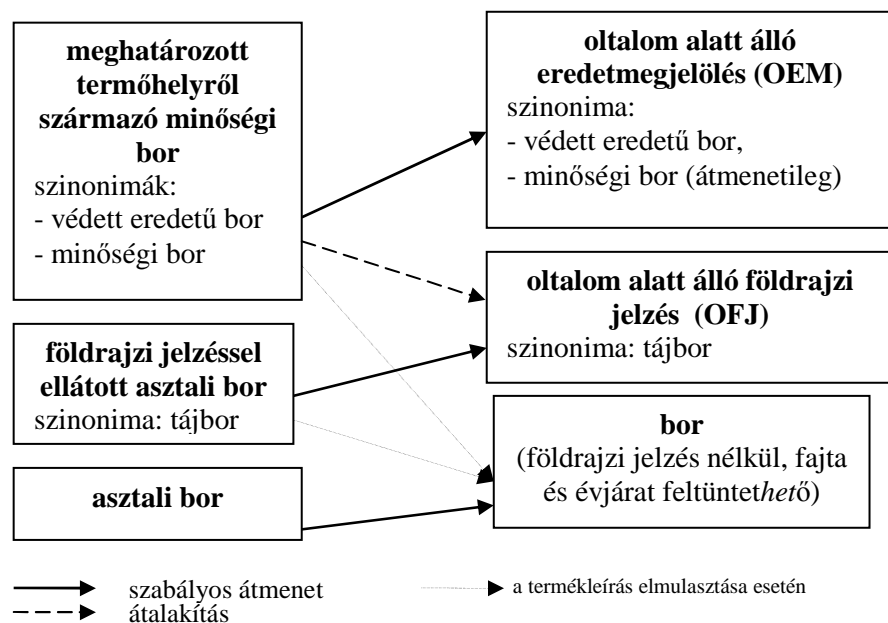 meghatározott
termőhelyről
származó minőségi
bor
szinonimák:
- védett eredetű bor
- minőségi bor
földrajzi jelzéssel
ellátott asztali bor
szinonima: tájbor
asztali bor
oltalom alatt álló
eredetmegjelölés (OEM)
szinonima:
- védett eredetű bor,
- minőségi bor (átmenetileg)
oltalom alatt álló földrajzi
jelzés (OFJ)
szinonima: tájbor
bor
(földrajzi jelzés nélkül, fajta
és évjárat feltüntethető)
szabályos átmenet
átalakítás
a termékleírás elmulasztása esetén